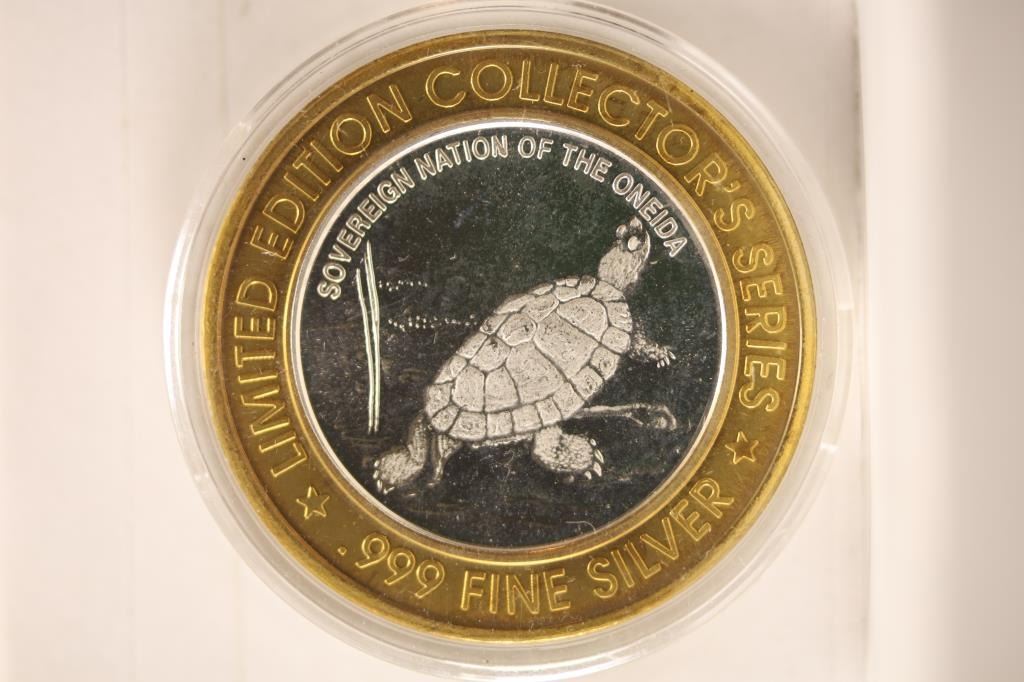 LIMITED EDITION COLLECTOR'S SERIES
.999 FINE SILVER
SOVEREIGN NATION OF THE ONEIDA